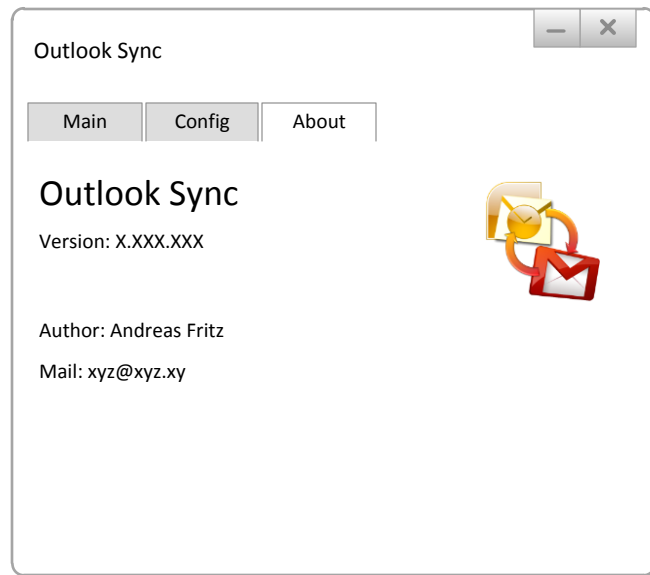 Outlook Sync
Main Config About
Outlook Sync
Version: X.XXX.XXX
Author: Andreas Fritz
Mail: xyz@xyz.xy